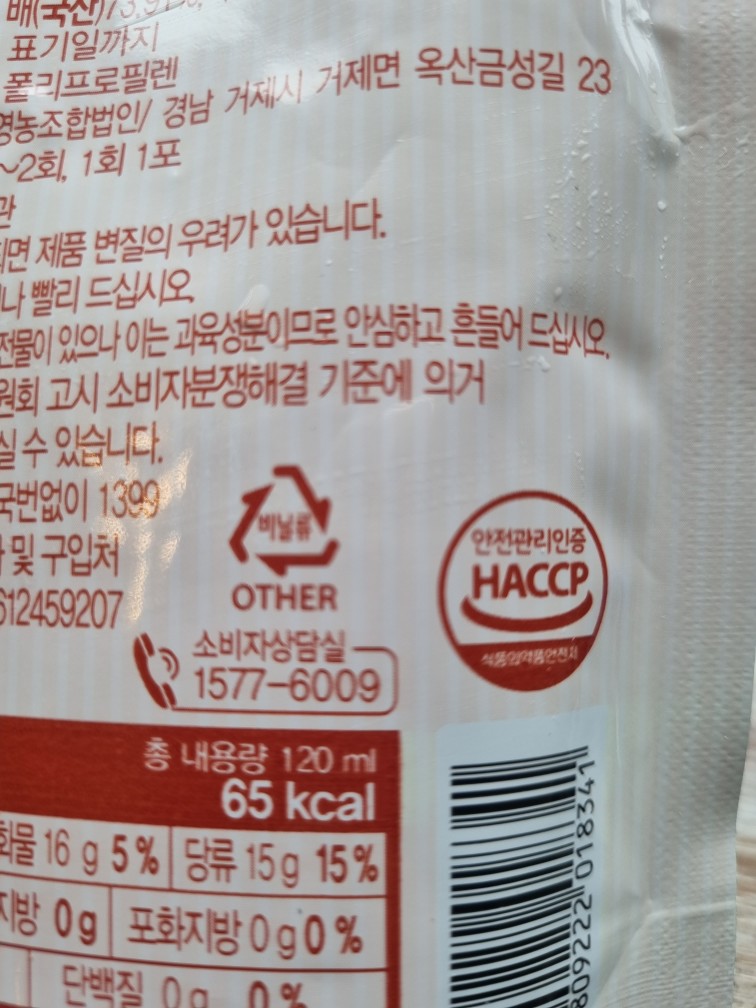 배(국산)73.91%,
표기일까지
폴리프로필렌
영농조합법인/ 경남 거제시 거제면 옥산금성길 23
~2회, 1회 1포
관
면 제품 변질의 우려가 있습니다.
나 빨리 드십시오.
전물이 있으나 이는 과육성분이므로 안심하고 흔들어 드십시오.
원회 고시 소비자분쟁해결 기준에 의거
실 수 있습니다.
국번없이 1399
및 구입처
612459207
비닐류
OTHER
안전관리인증
HACCP
식품의약품안전처
소비자상담실
1577-6009
총 내용량 120 ml
65 kcal
화물 16 g 5% 당류 15 g 15%
지방 0g 포화지방 0 g 0%
단백질 0g 0%
809222 018341